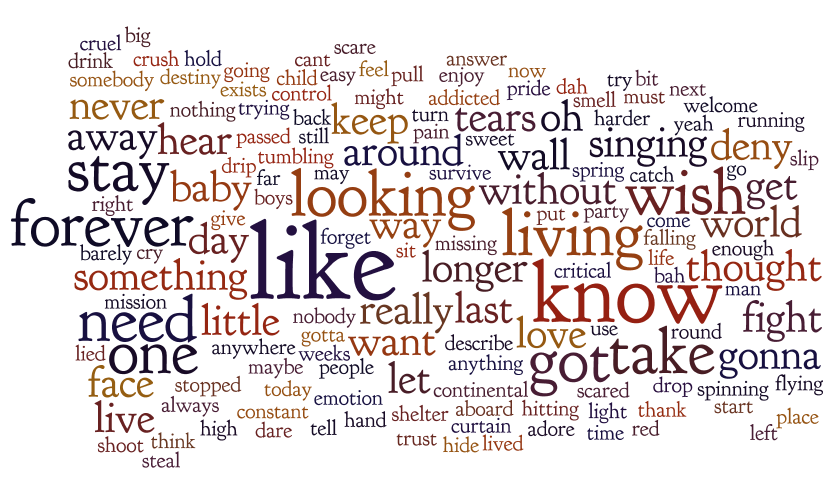 cruel big
drink crush hold cant scare
somebody destiny going child easy feel pull answer now
exists control might enjoy addicted pride dah try bit next
never nothing trying back keep turn tears oh smell must welcome
away hear passed still pain sweet harder yeah running
drip tumbling around wall singing deny slip
stay baby far may survive spring catch go
right boys looking without wish get
forever give way put party come world
day forget living falling enough
barely cry like sit missing life
something longer critical bah thought
mission know man
need little nobody really last fight
lied one gotta want describe love use round
anywhere weeks got take gonna
maybe people anything
face stopped today let continental scared drop spinning flying
live always constant emotion shelter aboard hitting light thank start place
high dare tell hand curtain adore time red left
shoot think trust hide lived
steal